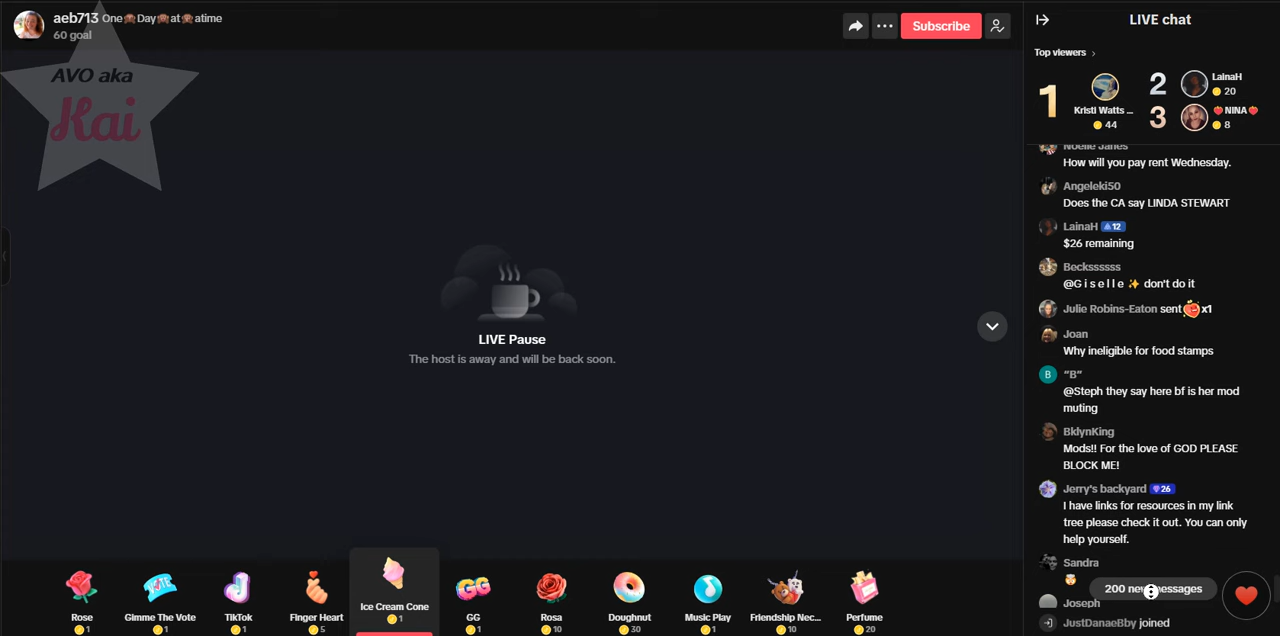 aeb713 One🙈Day🙈at🙈atime
60 goal
Subscribe
AVO aka
Kai
LIVE Pause
The host is away and will be back soon.
Rose
1
Gimme The Vote
1
TikTok
1
Finger Heart
5
Ice Cream Cone
1
GG
1
Rosa
10
Doughnut
30
Music Play
1
Friendship Nec...
10
Perfume
20
LIVE chat
Top viewers
1
Kristi Watts ...
44
2
LainaH
20
3
NINA
8
Noelle Janes
How will you pay rent Wednesday.
Angeleki50
Does the CA say LINDA STEWART
LainaH 12
$26 remaining
Becksssssss
@G i s e l l e ✨ don't do it
Julie Robins-Eaton sent x1
Joan
Why ineligible for food stamps
B
"B"
@Steph they say here bf is her mod
muting
BklynKing
Mods!! For the love of GOD PLEASE
BLOCK ME!
Jerry's backyard 26
I have links for resources in my link
tree please check it out. You can only
help yourself.
Sandra
200 new messages
Joseph
JustDanaeBby joined